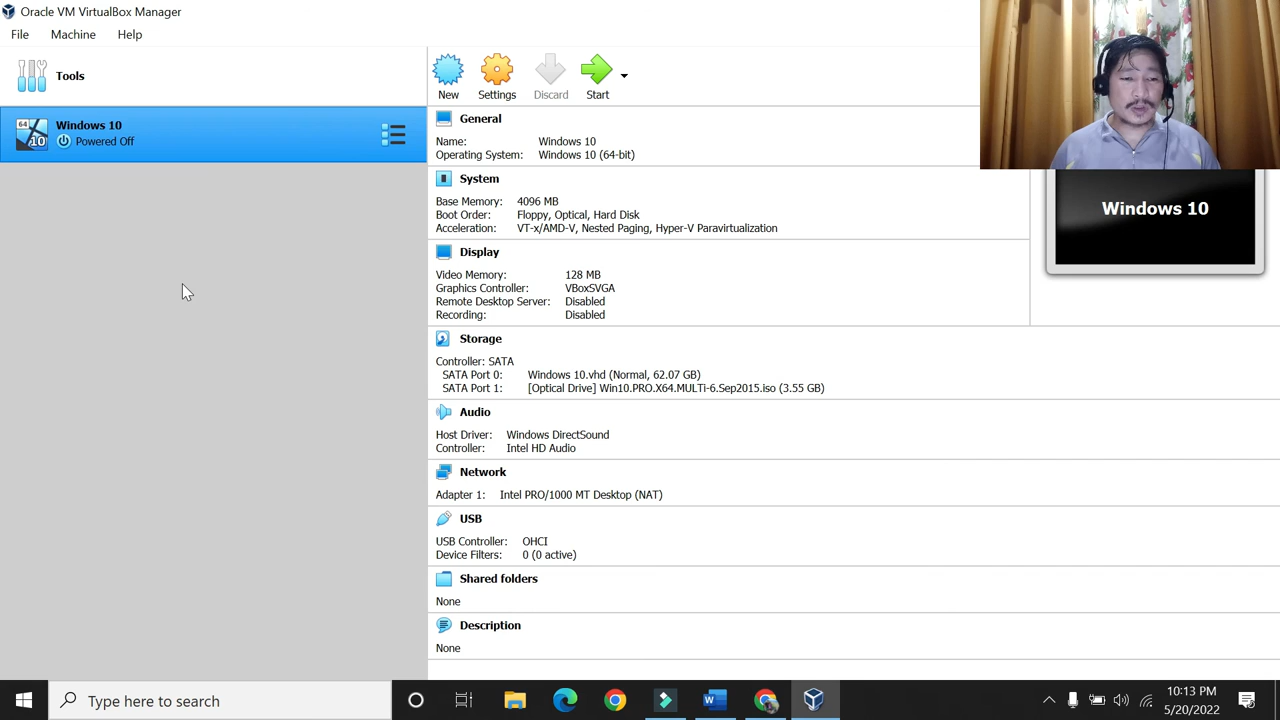 Oracle VM VirtualBox Manager
File Machine Help
Tools
New Settings Discard Start
64
10
Windows 10
Powered Off
General
Name: Windows 10
Operating System: Windows 10 (64-bit)
System
Base Memory: 4096 MB
Boot Order: Floppy, Optical, Hard Disk
Acceleration: VT-x/AMD-V, Nested Paging, Hyper-V Paravirtualization
Windows 10
Display
Video Memory: 128 MB
Graphics Controller: VBoxSVGA
Remote Desktop Server: Disabled
Recording: Disabled
Storage
Controller: SATA
SATA Port 0: Windows 10.vhd (Normal, 62.07 GB)
SATA Port 1: [Optical Drive] Win10.PRO.X64.MULTi-6.Sep2015.iso (3.55 GB)
Audio
Host Driver: Windows DirectSound
Controller: Intel HD Audio
Network
Adapter 1: Intel PRO/1000 MT Desktop (NAT)
USB
USB Controller: OHCI
Device Filters: 0 (0 active)
Shared folders
None
Description
None
Type here to search
W
10:13 PM
5/20/2022